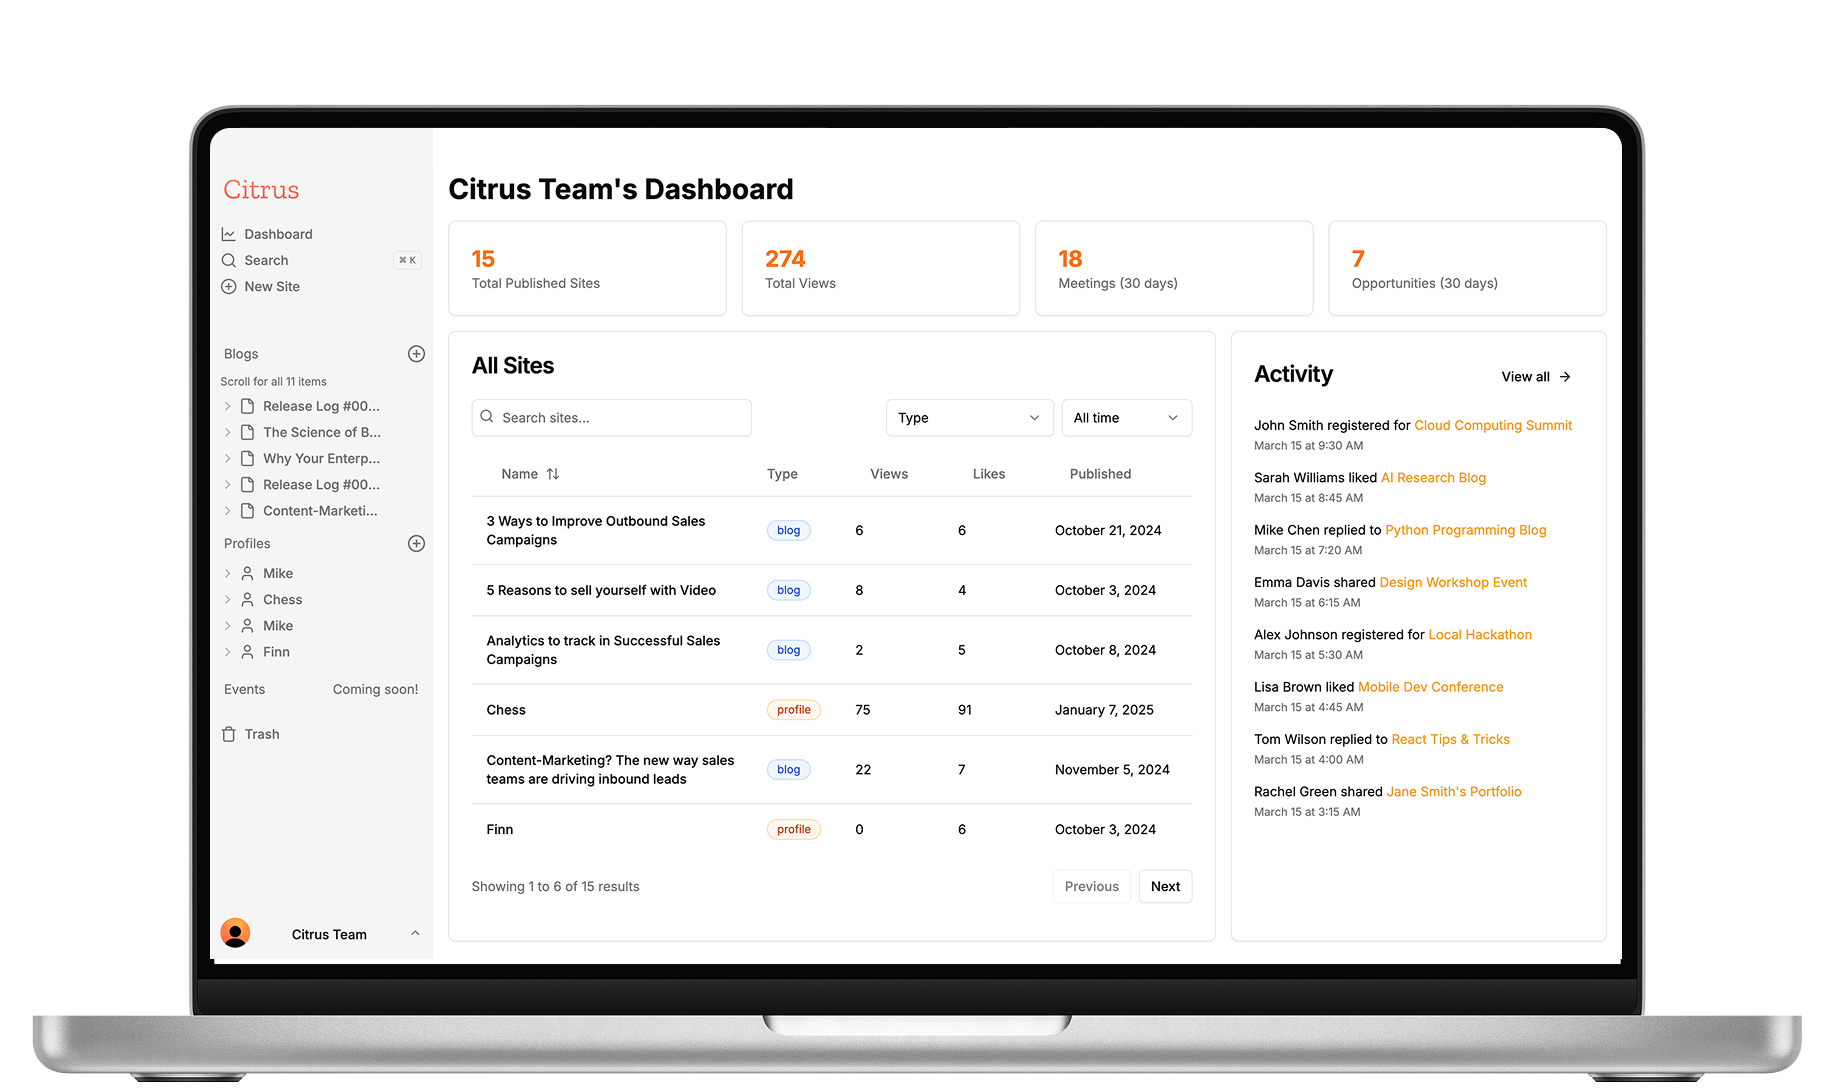 Citrus
Dashboard
Search ⌘ K
New Site
Blogs
Scroll for all 11 items
Release Log #00...
The Science of B...
Why Your Enterp...
Release Log #00...
Content-Marketi...
Profiles
Mike
Chess
Mike
Finn
Events Coming soon!
Trash
Citrus Team
Citrus Team's Dashboard
15
Total Published Sites
274
Total Views
18
Meetings (30 days)
7
Opportunities (30 days)
All Sites
Search sites...
Type
All time
Name Type Views Likes Published
3 Ways to Improve Outbound Sales
Campaigns
blog 6 6 October 21, 2024
5 Reasons to sell yourself with Video blog 8 4 October 3, 2024
Analytics to track in Successful Sales
Campaigns
blog 2 5 October 8, 2024
Chess profile 75 91 January 7, 2025
Content-Marketing? The new way sales
teams are driving inbound leads
blog 22 7 November 5, 2024
Finn profile 0 6 October 3, 2024
Showing 1 to 6 of 15 results
Previous
Next
Activity
View all
John Smith registered for Cloud Computing Summit
March 15 at 9:30 AM
Sarah Williams liked AI Research Blog
March 15 at 8:45 AM
Mike Chen replied to Python Programming Blog
March 15 at 7:20 AM
Emma Davis shared Design Workshop Event
March 15 at 6:15 AM
Alex Johnson registered for Local Hackathon
March 15 at 5:30 AM
Lisa Brown liked Mobile Dev Conference
March 15 at 4:45 AM
Tom Wilson replied to React Tips & Tricks
March 15 at 4:00 AM
Rachel Green shared Jane Smith's Portfolio
March 15 at 3:15 AM